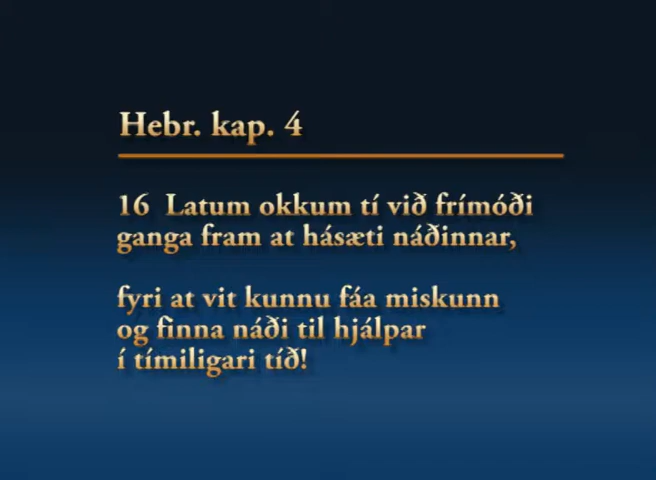 Hebr. kap. 4
16 Latum okkum tí við frímóði
ganga fram at hásæti náðinnar,
fyri at vit kunnu fáa miskunn
og finna náði til hjálpar
í tímiligari tíð!